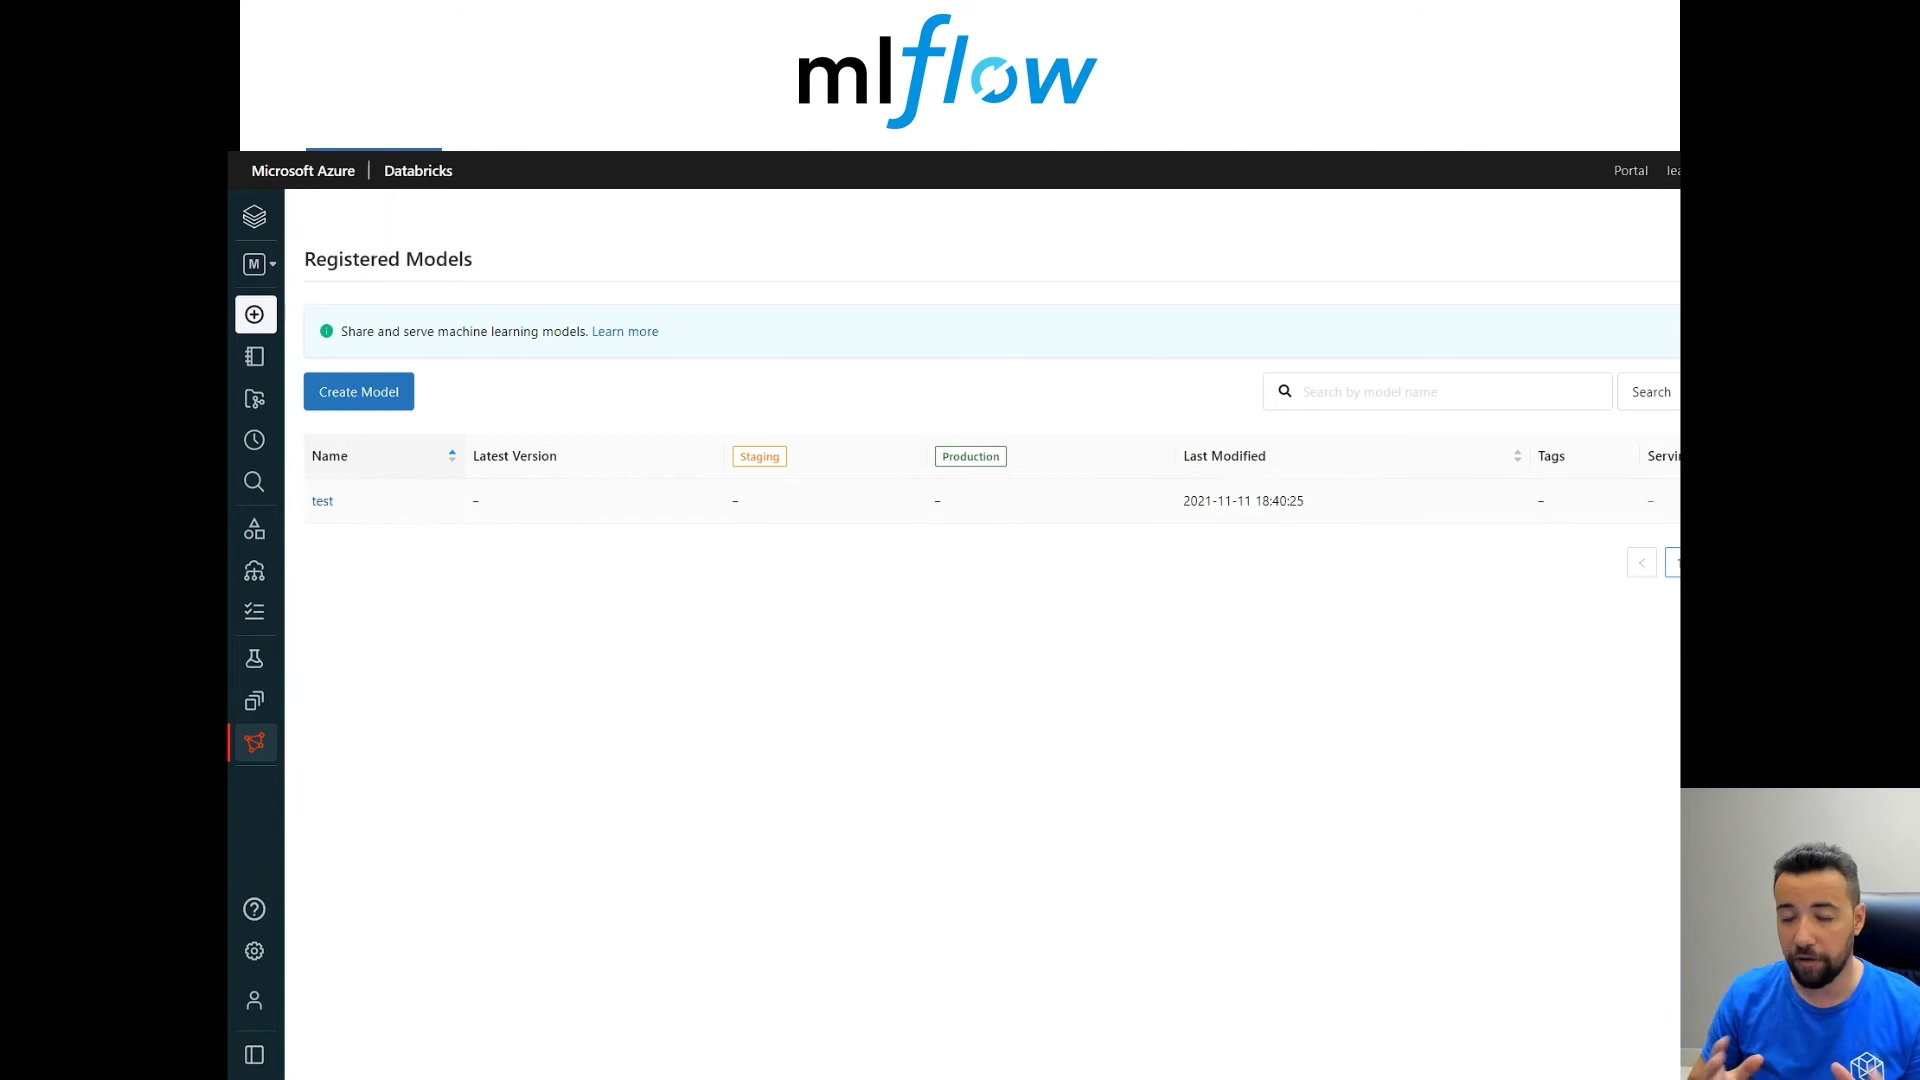 mlflow
Microsoft Azure | Databricks
Portal
M
Registered Models
Share and serve machine learning models. Learn more
Create Model
Search by model name
Search
Name
Latest Version
Staging
Production
Last Modified
Tags
test
–
–
–
2021-11-11 18:40:25
–
–
<